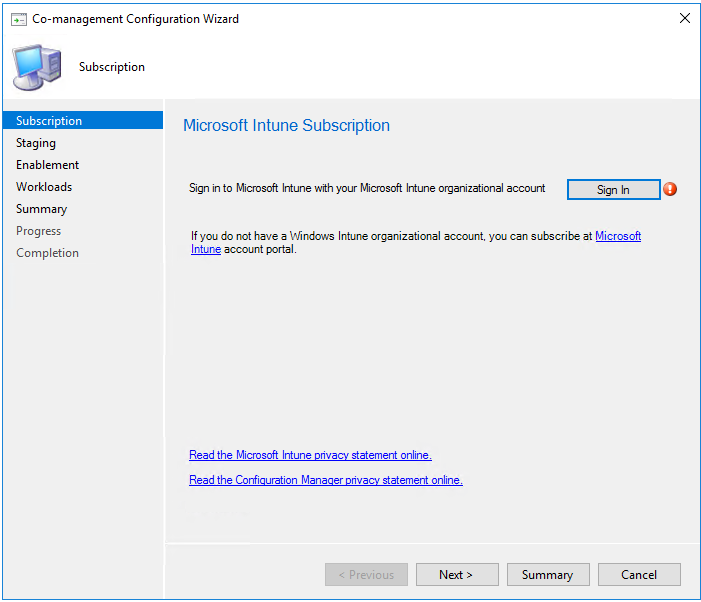 Co-management Configuration Wizard
Subscription
Subscription
Staging
Enablement
Workloads
Summary
Progress
Completion
Microsoft Intune Subscription
Sign in to Microsoft Intune with your Microsoft Intune organizational account
Sign In
If you do not have a Windows Intune organizational account, you can subscribe at Microsoft
Intune account portal.
Read the Microsoft Intune privacy statement online.
Read the Configuration Manager privacy statement online.
< Previous
Next >
Summary
Cancel